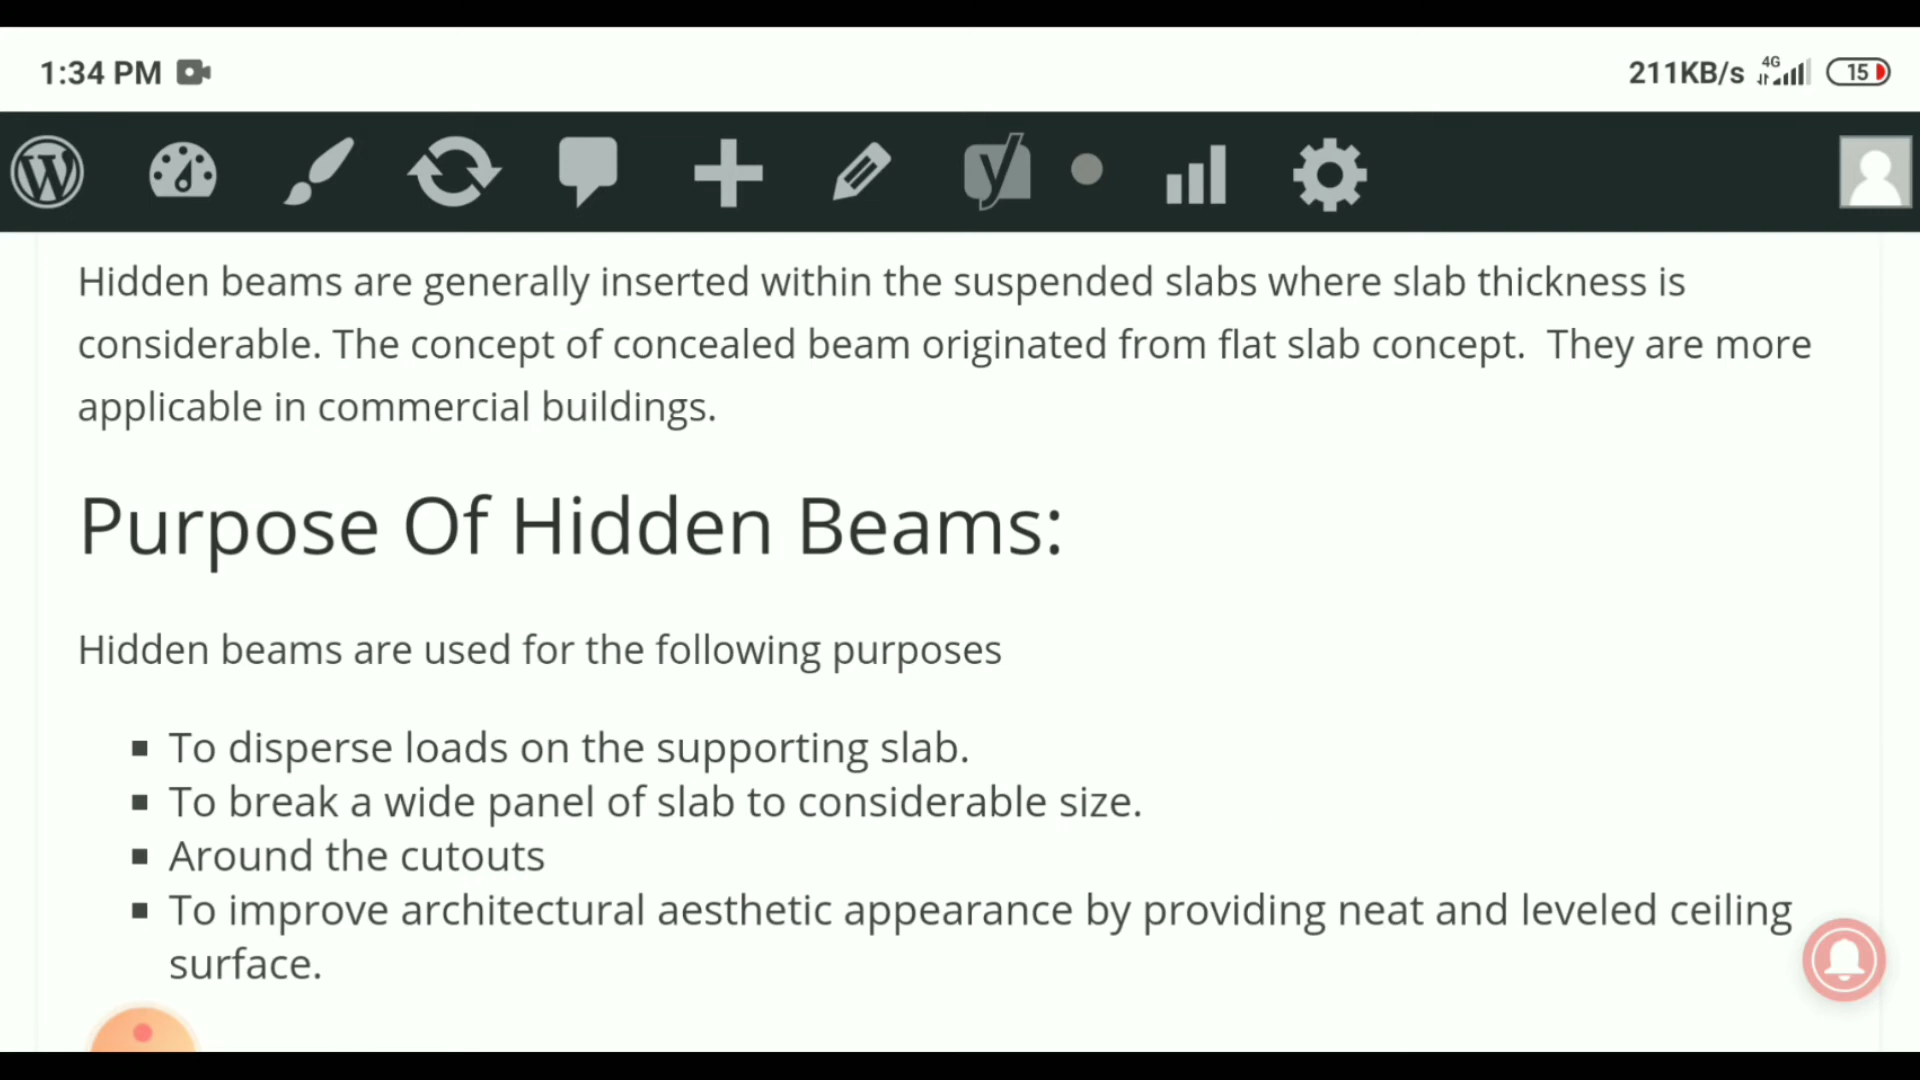 1:34 PM
211KB/s 4G 15
Hidden beams are generally inserted within the suspended slabs where slab thickness is
considerable. The concept of concealed beam originated from flat slab concept.  They are more
applicable in commercial buildings.
Purpose Of Hidden Beams:
Hidden beams are used for the following purposes
▪ To disperse loads on the supporting slab.
▪ To break a wide panel of slab to considerable size.
▪ Around the cutouts
▪ To improve architectural aesthetic appearance by providing neat and leveled ceiling
surface.